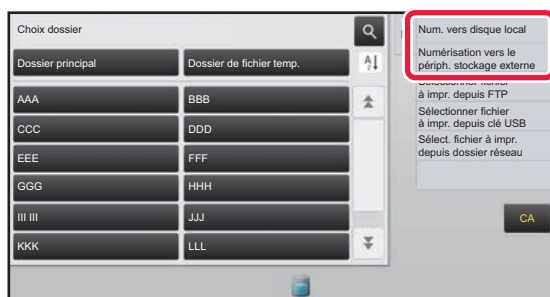 Choix dossier
Dossier principal
Dossier de fichier temp.
AAA
BBB
CCC
DDD
EEE
FFF
GGG
HHH
III III
JJJ
KKK
LLL
Num. vers disque local
Numérisation vers le
périph. stockage externe
Sélectionner fichier
à impr. depuis FTP
Sélectionner fichier
à impr. depuis clé USB
Sélect. fichier à impr.
depuis dossier réseau
CA